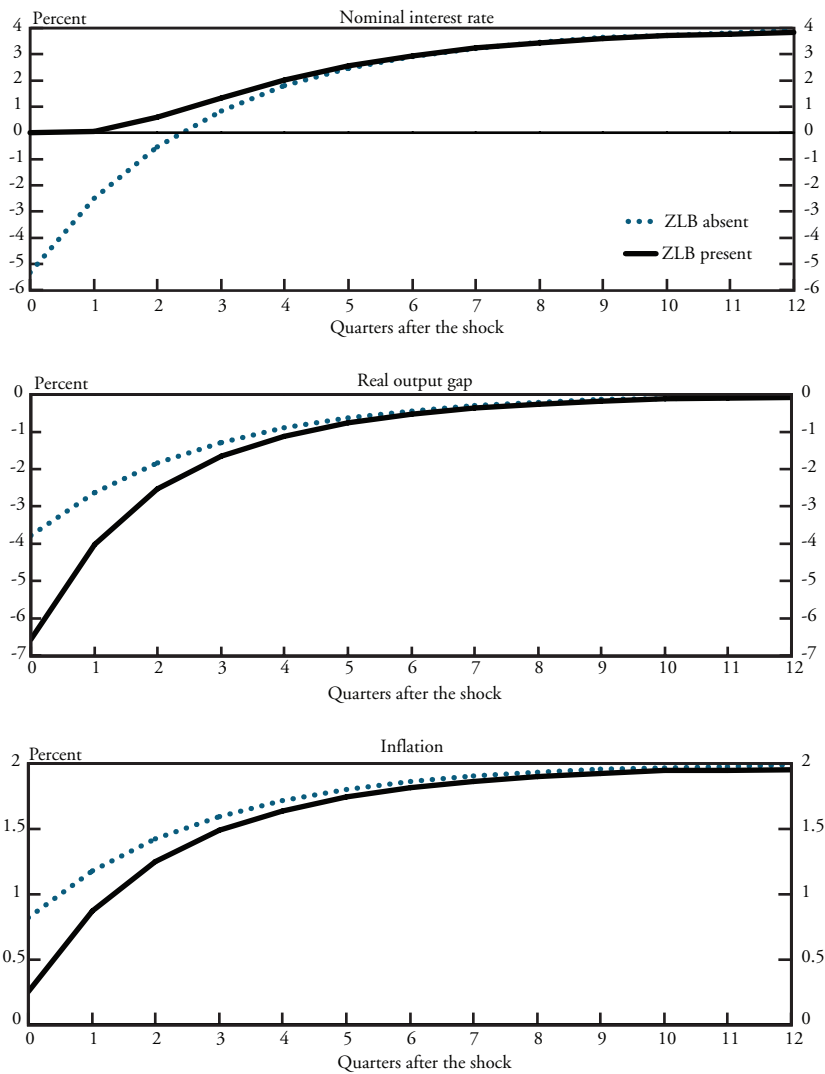 Percent Nominal interest rate
4 4
3 3
2 2
1 1
0 0
-1 -1
-2 -2
-3 ZLB absent -3
-4 ZLB present -4
-5 -5
-6 -6
0 1 2 3 4 5 6 7 8 9 10 11 12
Quarters after the shock
Percent Real output gap
0 0
-1 -1
-2 -2
-3 -3
-4 -4
-5 -5
-6 -6
-7 -7
0 1 2 3 4 5 6 7 8 9 10 11 12
Quarters after the shock
Percent Inflation
2 2
1.5 1.5
1 1
0.5 0.5
0 0
0 1 2 3 4 5 6 7 8 9 10 11 12
Quarters after the shock